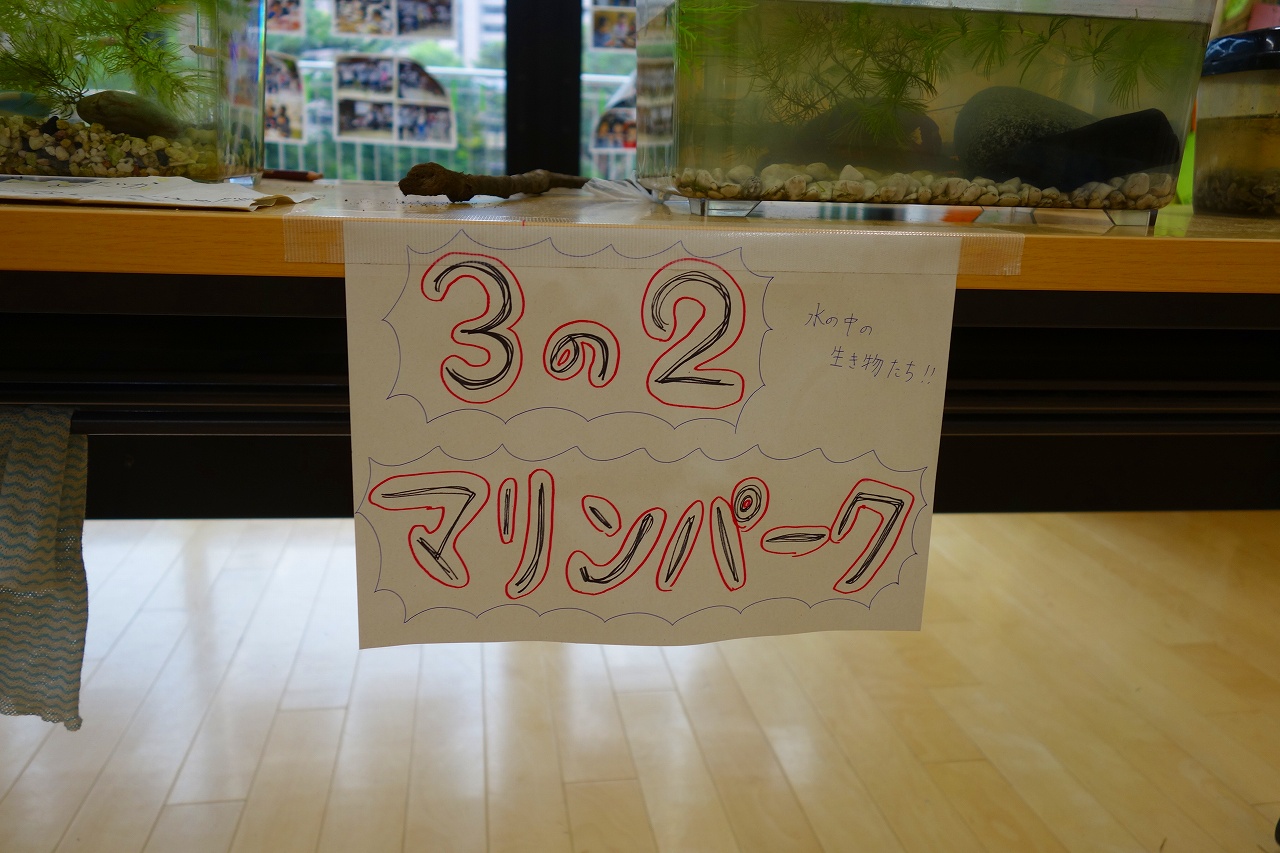 3の2
水の中の
生き物たち!!
マリンパーク